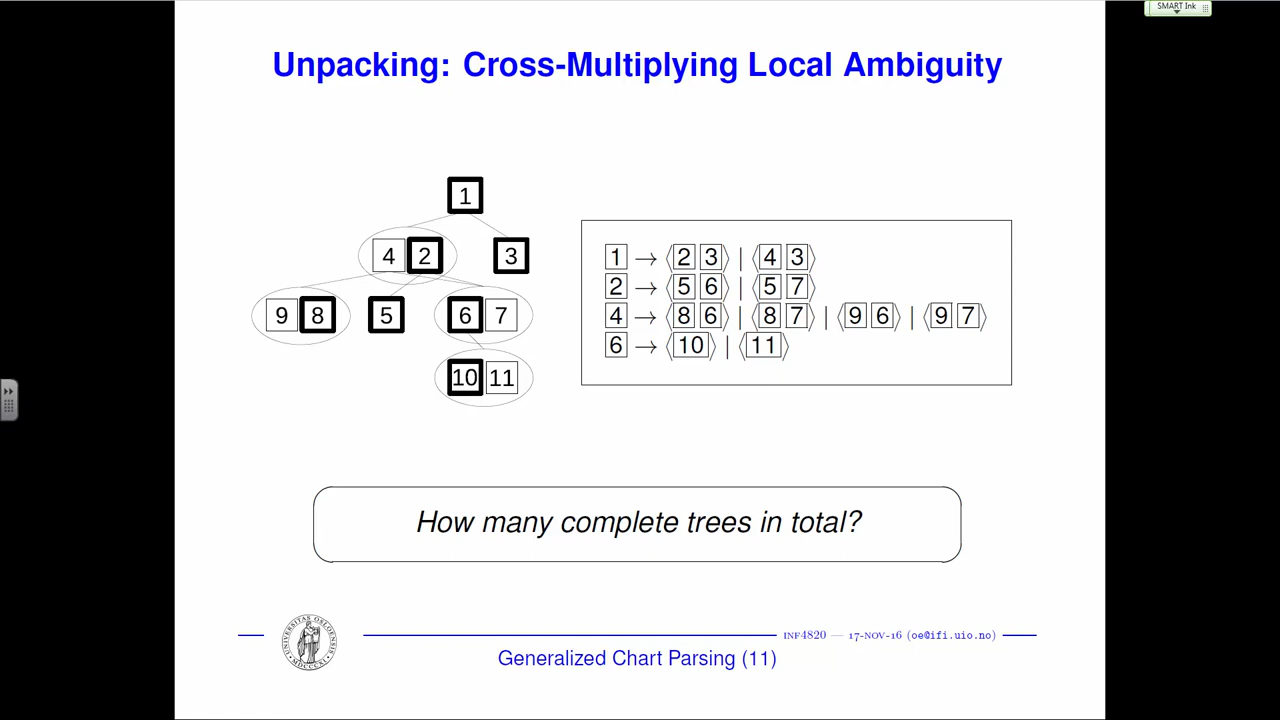 SMART Ink
Unpacking: Cross-Multiplying Local Ambiguity
1
4 2 3
9 8 5 6 7
10 11
1 → ⟨2 3⟩ | ⟨4 3⟩
2 → ⟨5 6⟩ | ⟨5 7⟩
4 → ⟨8 6⟩ | ⟨8 7⟩ | ⟨9 6⟩ | ⟨9 7⟩
6 → ⟨10⟩ | ⟨11⟩
How many complete trees in total?
INF4820 — 17-NOV-16 (oe@ifi.uio.no)
UNIVERSITAS OSLOENSIS
MDCCCXI
Generalized Chart Parsing (11)